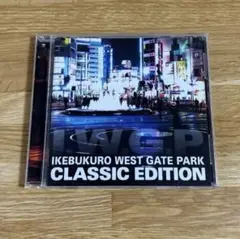 IWGP
IKEBUKURO WEST GATE PARK
CLASSIC EDITION